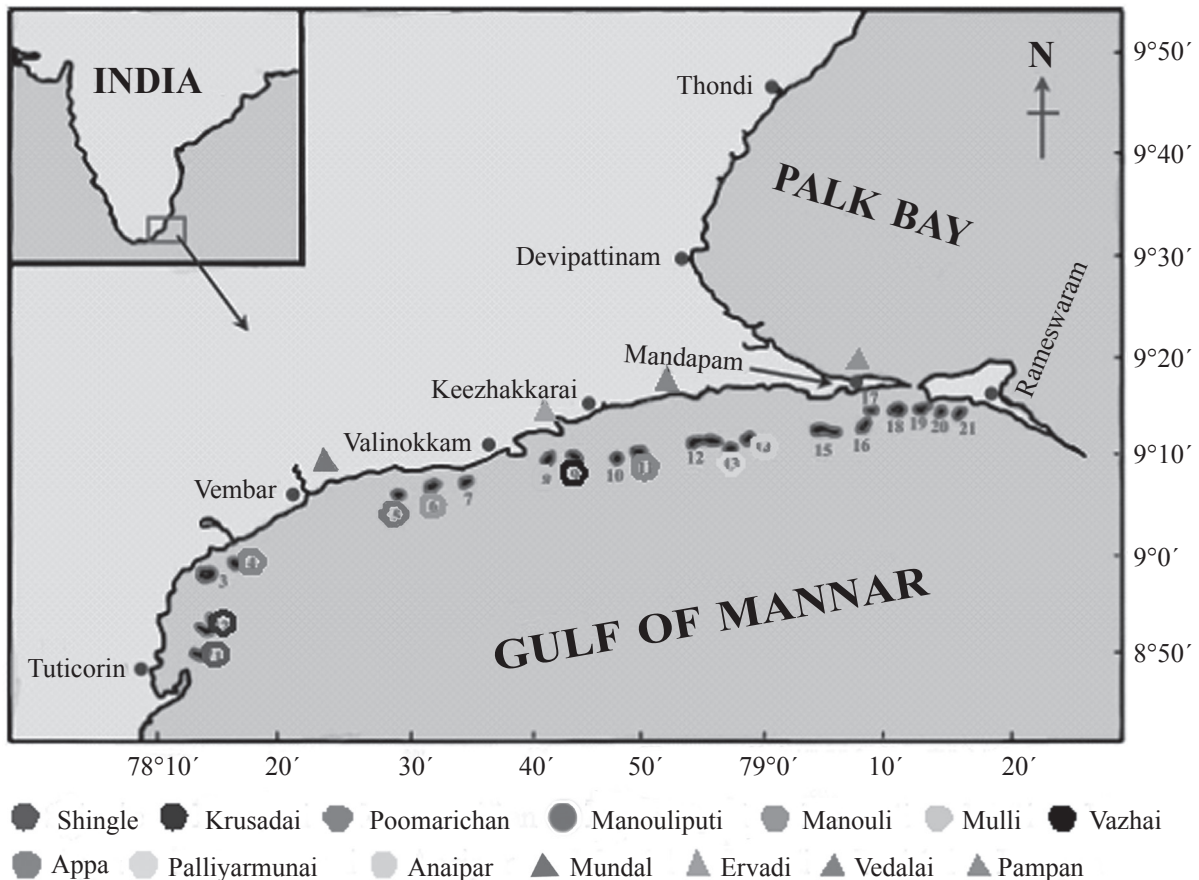 INDIA
N
Thondi
PALK BAY
Devipattinam
Rameswaram
Mandapam
Keezhakkarai
Valinokkam
Vembar
Tuticorin
GULF OF MANNAR
9°50´
9°40´
9°30´
9°20´
9°10´
9°0´
8°50´
3
6
7
10
12
15
16
17
18
19
20
21
78°10´ 20´ 30´ 40´ 50´ 79°0´ 10´ 20´
Shingle Krusadai Poomarichan Manouliputi Manouli Mulli Vazhai
Appa Palliyarmunai Anaipar Mundal Ervadi Vedalai Pampan